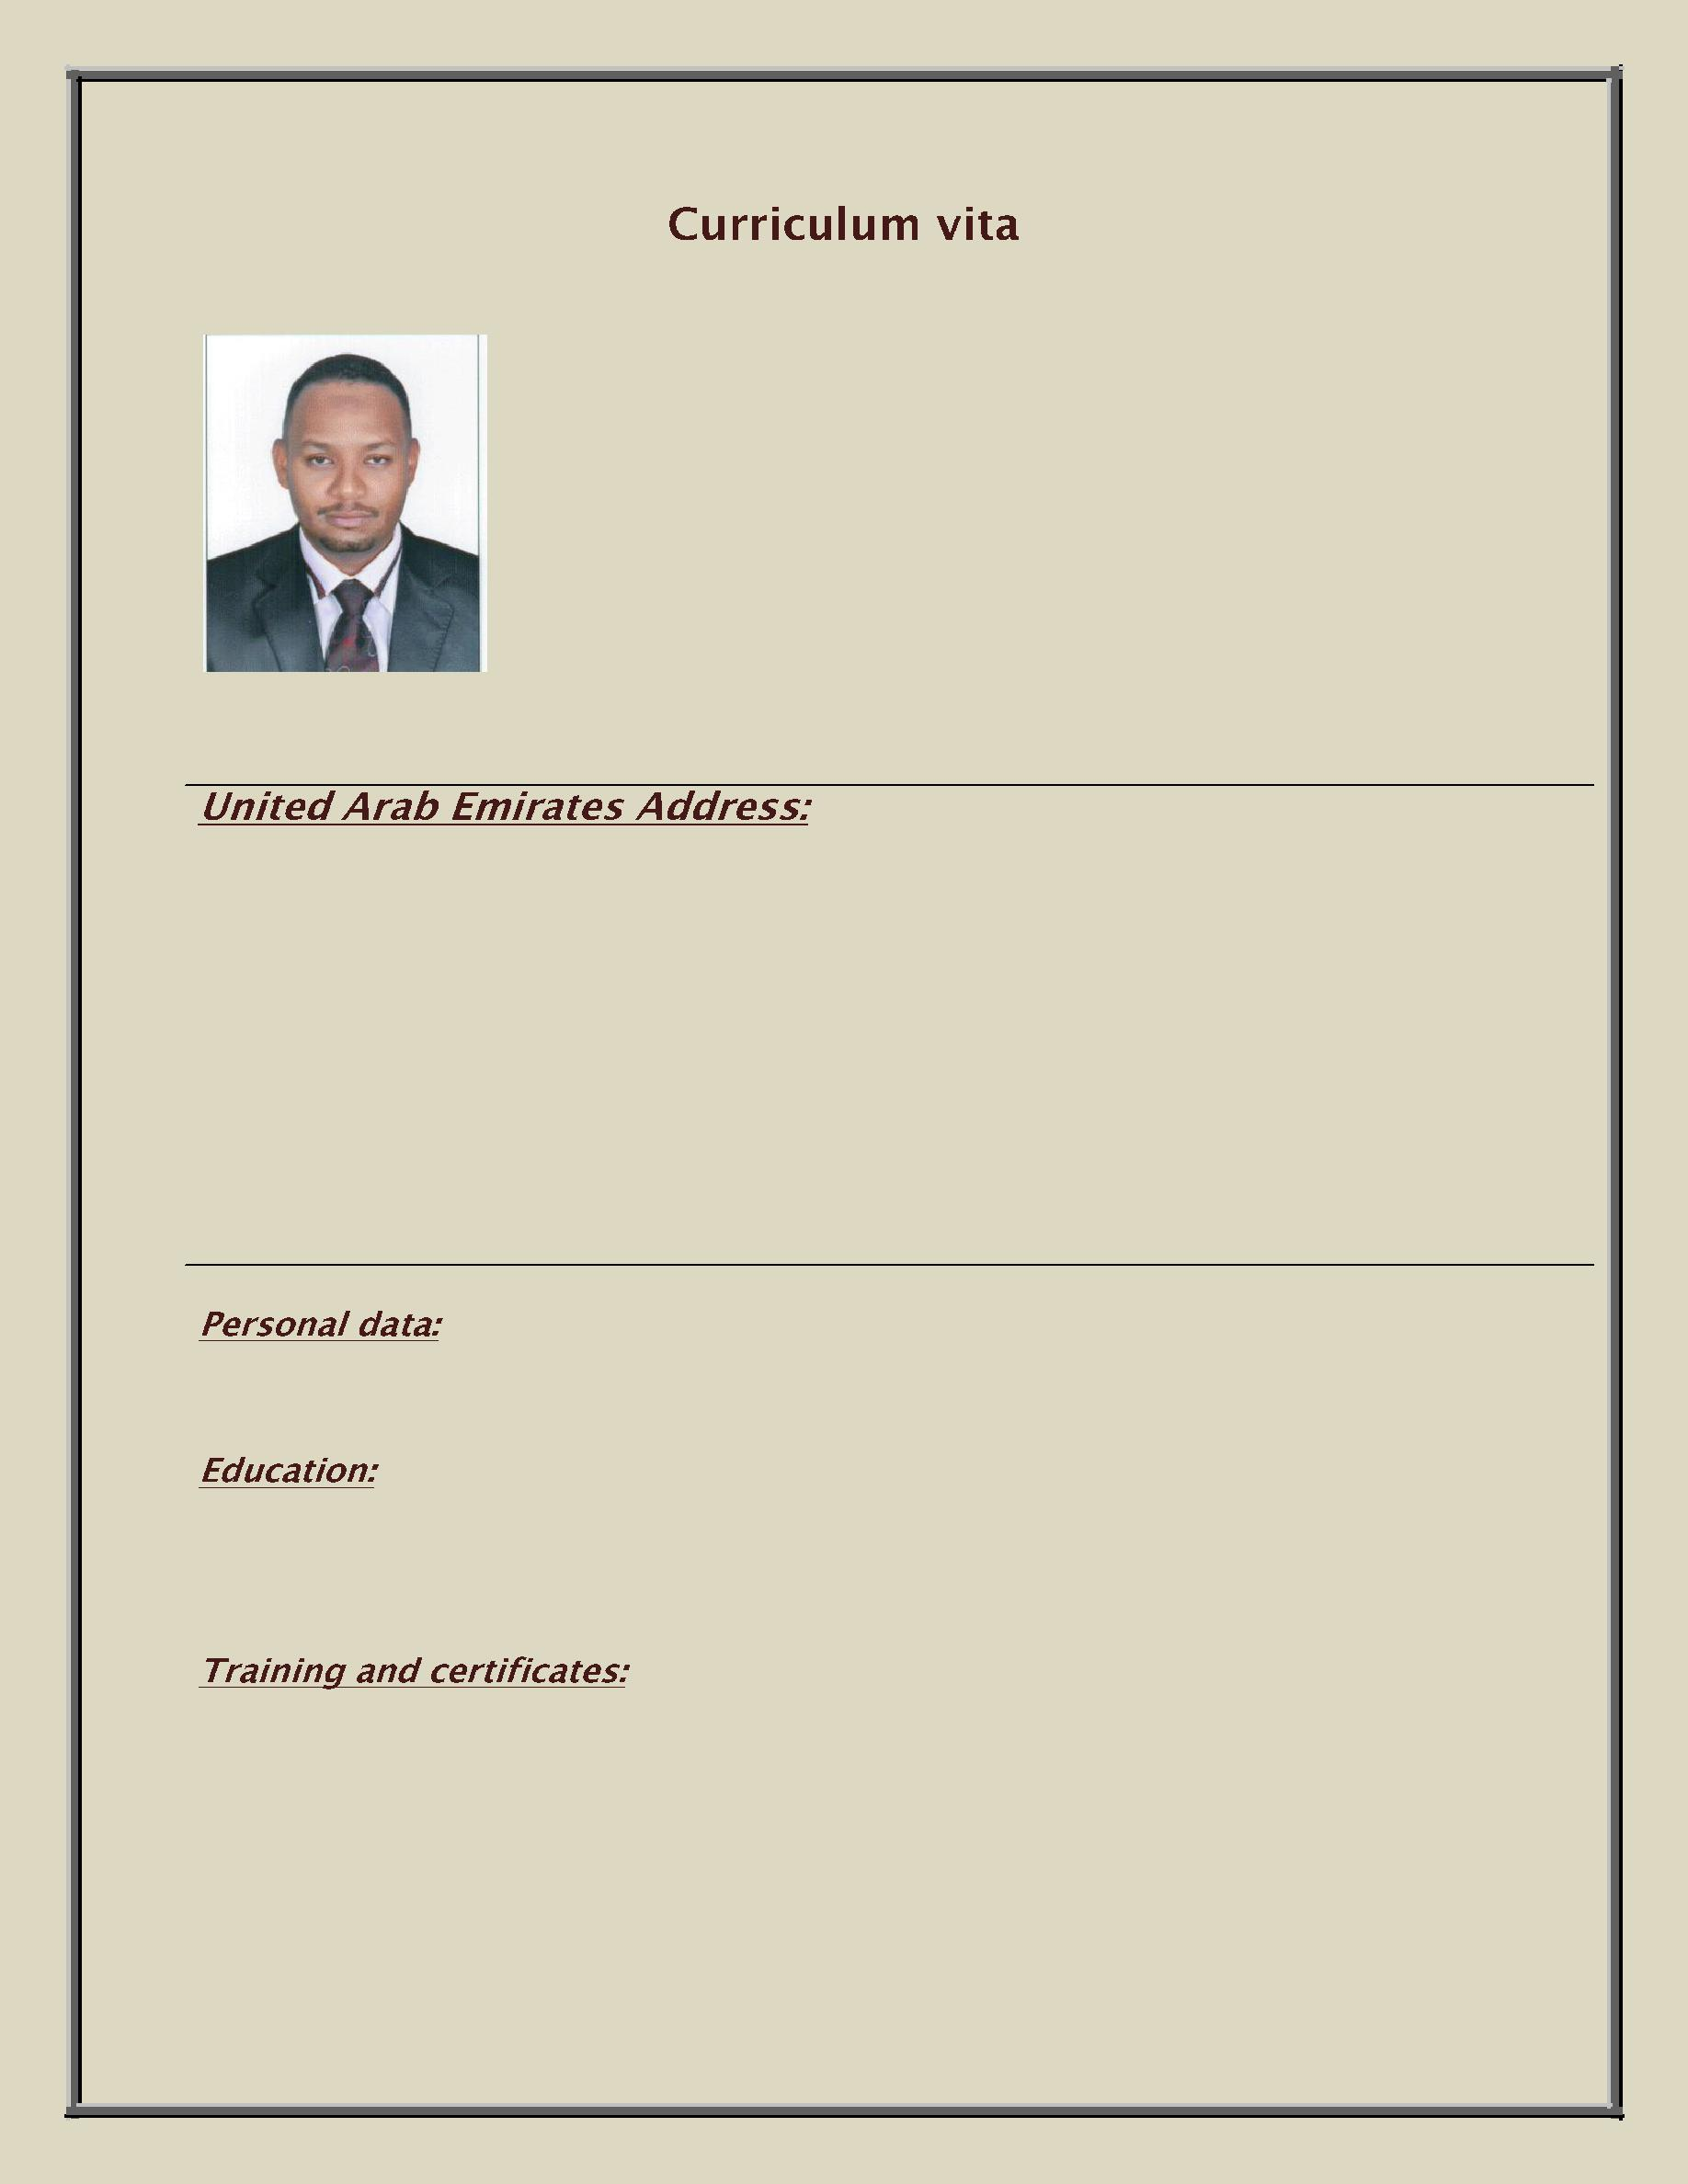 Curriculum vita
United Arab Emirates Address:
Personal data:
Education:
Training and certificates: